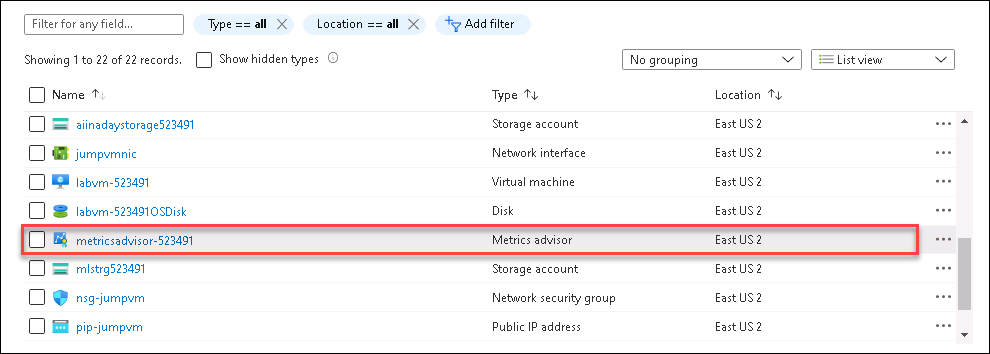 Filter for any field...
Type == all
Location == all
Add filter
Showing 1 to 22 of 22 records.
Show hidden types
No grouping
List view
Name Type Location
aiinadaystorage523491 Storage account East US 2
jumpvmnic Network interface East US 2
labvm-523491 Virtual machine East US 2
labvm-523491OSDisk Disk East US 2
metricsadvisor-523491 Metrics advisor East US 2
mlstrg523491 Storage account East US 2
nsg-jumpvm Network security group East US 2
pip-jumpvm Public IP address East US 2